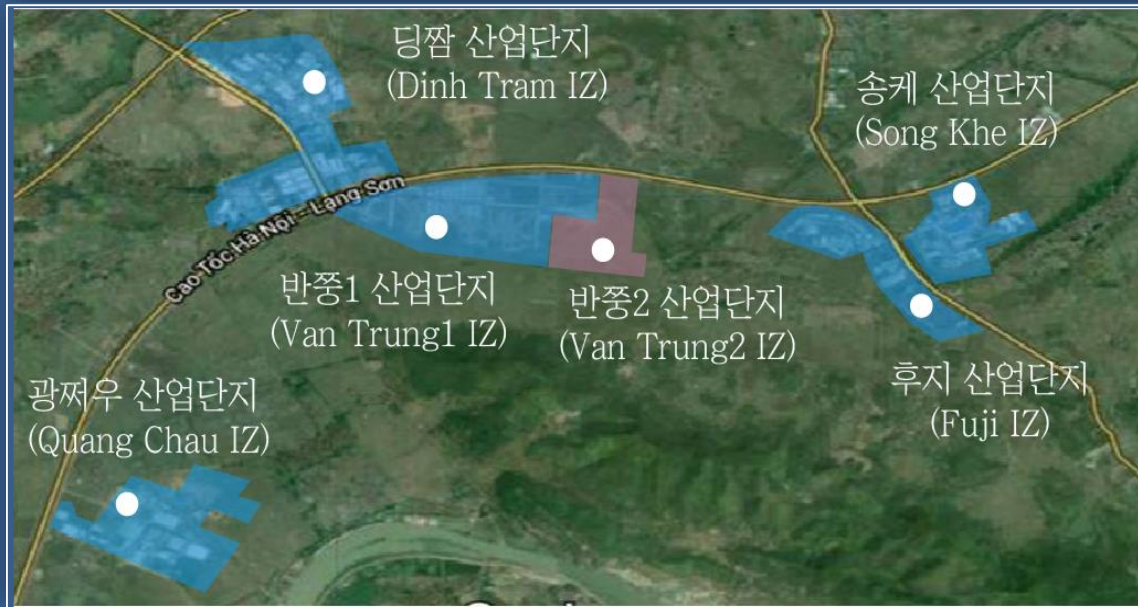 딩짬 산업단지
(Dinh Tram IZ)
송케 산업단지
(Song Khe IZ)
Cao Tốc Hà Nội - Lạng Sơn
반쭝1 산업단지
(Van Trung1 IZ)
반쭝2 산업단지
(Van Trung2 IZ)
후지 산업단지
(Fuji IZ)
광쩌우 산업단지
(Quang Chau IZ)